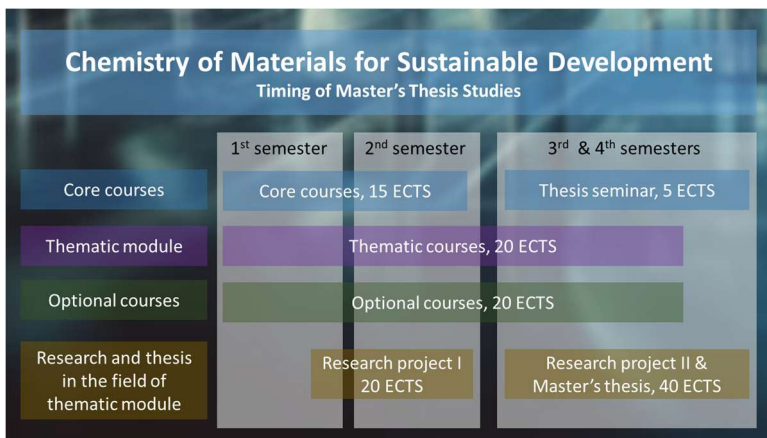 Chemistry of Materials for Sustainable Development
Timing of Master's Thesis Studies
1st semester
2nd semester
3rd & 4th semesters
Core courses
Core courses, 15 ECTS
Thesis seminar, 5 ECTS
Thematic module
Thematic courses, 20 ECTS
Optional courses
Optional courses, 20 ECTS
Research and thesis
in the field of
thematic module
Research project I
20 ECTS
Research project II &
Master's thesis, 40 ECTS